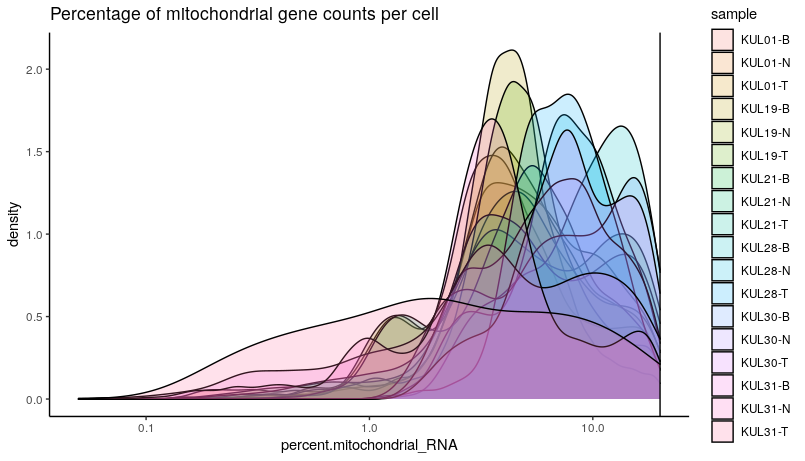 Percentage of mitochondrial gene counts per cell
sample
KUL01-B
KUL01-N
KUL01-T
KUL19-B
KUL19-N
KUL19-T
KUL21-B
KUL21-N
KUL21-T
KUL28-B
KUL28-N
KUL28-T
KUL30-B
KUL30-N
KUL30-T
KUL31-B
KUL31-N
KUL31-T
density
2.0
1.5
1.0
0.5
0.0
0.1 1.0 10.0
percent.mitochondrial_RNA